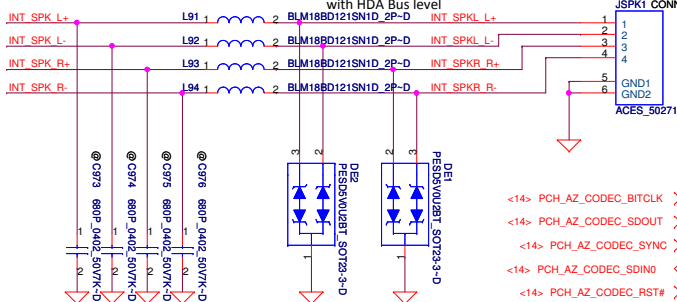 with HDA Bus level
JSPK1 CONN
INT_SPK_L+ L91 1 2 BLM18BD121SN1D_2P~D INT_SPKL_L+ 1 1
INT_SPK_L- L92 1 2 BLM18BD121SN1D_2P~D INT_SPKL_L- 2 2
INT_SPK_R+ L93 1 2 BLM18BD121SN1D_2P~D INT_SPKR_R+ 3 3
INT_SPK_R- L94 1 2 BLM18BD121SN1D_2P~D INT_SPKR_R- 4 4
5 GND1
6 GND2
ACES_50271
@C973 680P_0402_50V7K~D 1 2
@C974 680P_0402_50V7K~D 1 2
@C975 680P_0402_50V7K~D 1 2
@C976 680P_0402_50V7K~D 1 2
3 2 1
DE2
PESD5V0U2BT_SOT23-3~D
3 2 1
DE1
PESD5V0U2BT_SOT23-3~D
<14> PCH_AZ_CODEC_BITCLK
<14> PCH_AZ_CODEC_SDOUT
<14> PCH_AZ_CODEC_SYNC
<14> PCH_AZ_CODEC_SDIN0
<14> PCH_AZ_CODEC_RST#